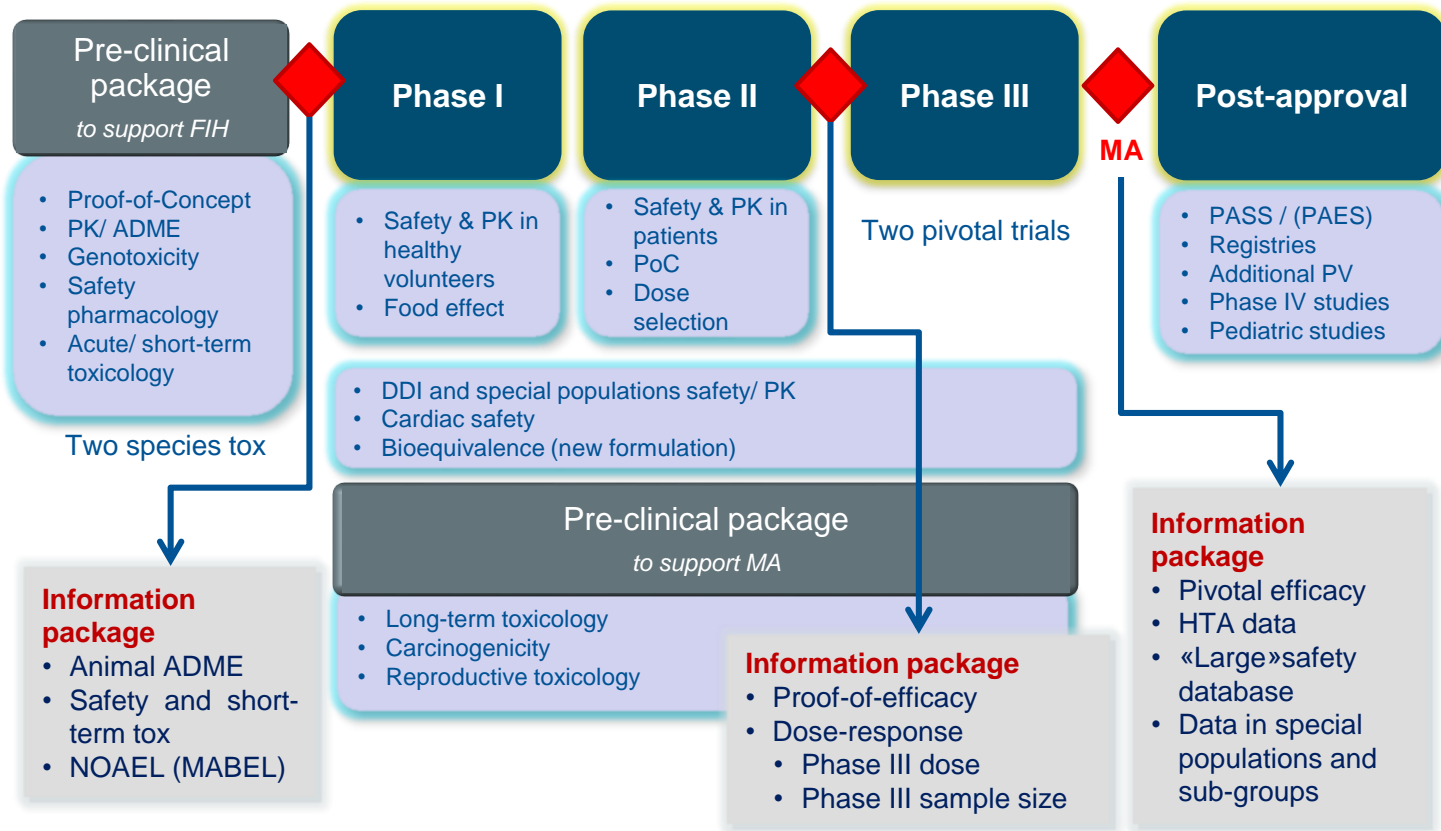 Pre-clinical
package
to support FIH
Phase I
Phase II
Phase III
MA
Post-approval
• Proof-of-Concept
• PK/ ADME
• Genotoxicity
• Safety
pharmacology
• Acute/ short-term
toxicology
Two species tox
• Safety & PK in
healthy
volunteers
• Food effect
• Safety & PK in
patients
• PoC
• Dose
selection
Two pivotal trials
• PASS / (PAES)
• Registries
• Additional PV
• Phase IV studies
• Pediatric studies
• DDI and special populations safety/ PK
• Cardiac safety
• Bioequivalence (new formulation)
Pre-clinical package
to support MA
• Long-term toxicology
• Carcinogenicity
• Reproductive toxicology
Information
package
• Animal ADME
• Safety and short-
term tox
• NOAEL (MABEL)
Information package
• Proof-of-efficacy
• Dose-response
• Phase III dose
• Phase III sample size
Information
package
• Pivotal efficacy
• HTA data
• «Large»safety
database
• Data in special
populations and
sub-groups